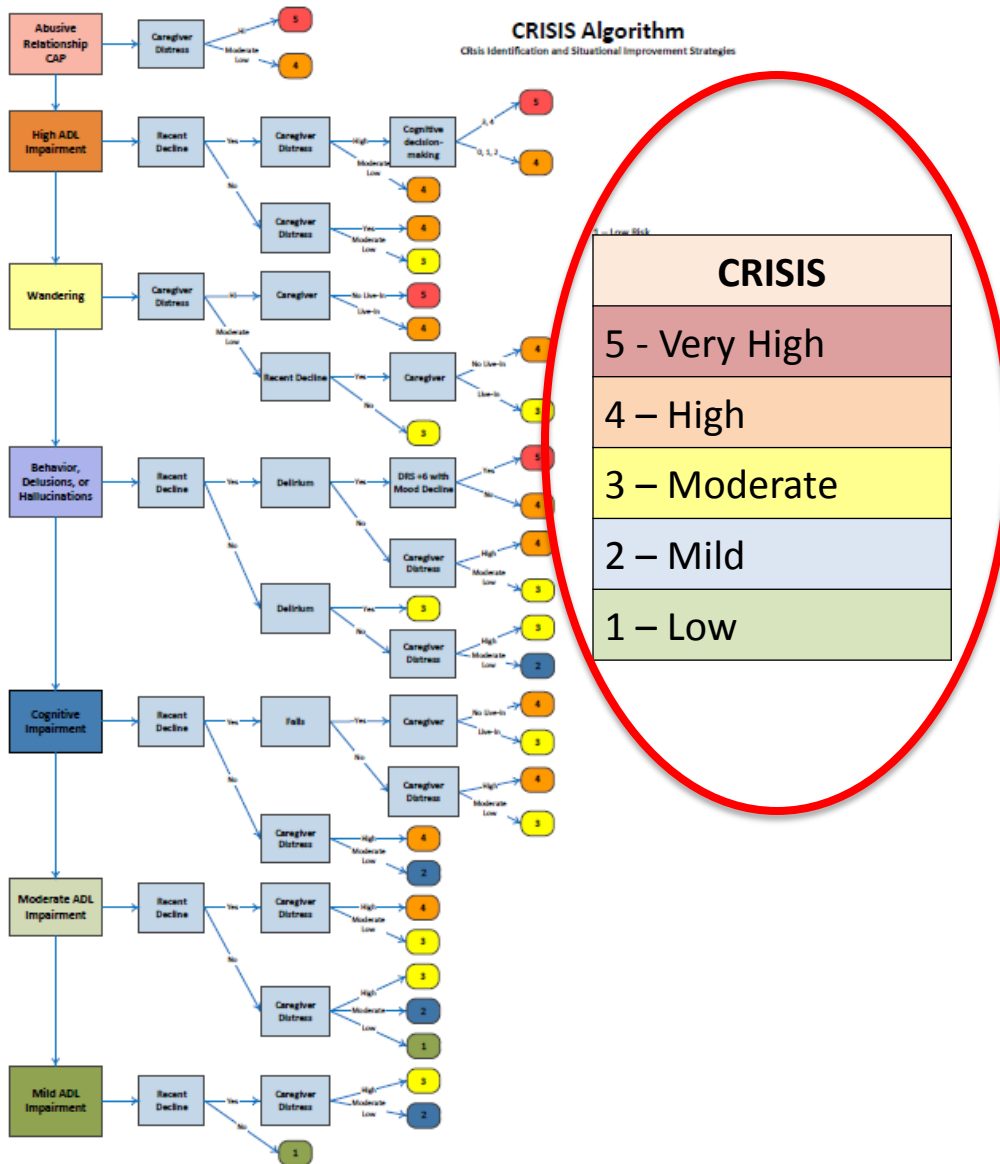 CRISIS Algorithm
CRsis Identification and Situational Improvement Strategies
Abusive
Relationship
CAP
Caregiver
Distress
Hi
5
Moderate
Low
4
High ADL
Impairment
Recent
Decline
Yes
Caregiver
Distress
High
Cognitive
decision-
making
3, 4
5
0, 1, 2
4
Moderate
Low
4
No
Caregiver
Distress
Yes
4
Moderate
Low
3
Wandering
Caregiver
Distress
Hi
Caregiver
No Live-In
5
Live-In
4
Moderate
Low
Recent Decline
Yes
Caregiver
No Live-In
4
Live-In
3
No
3
Behavior,
Delusions, or
Hallucinations
Recent
Decline
Yes
Delirium
Yes
DRS +6 with
Mood Decline
Yes
5
No
4
No
Caregiver
Distress
High
4
Moderate
Low
3
No
Delirium
Yes
3
No
Caregiver
Distress
High
3
Moderate
Low
2
Cognitive
Impairment
Recent
Decline
Yes
Falls
Yes
Caregiver
No Live-In
4
Live-In
3
No
Caregiver
Distress
High
4
Moderate
Low
3
No
Caregiver
Distress
High
4
Moderate
Low
2
Moderate ADL
Impairment
Recent
Decline
Yes
Caregiver
Distress
High
4
Moderate
Low
3
No
Caregiver
Distress
High
3
Moderate
2
Low
1
Mild ADL
Impairment
Recent
Decline
Yes
Caregiver
Distress
High
3
Moderate
Low
2
No
1
1 – Low Risk
CRISIS
5 - Very High
4 – High
3 – Moderate
2 – Mild
1 – Low